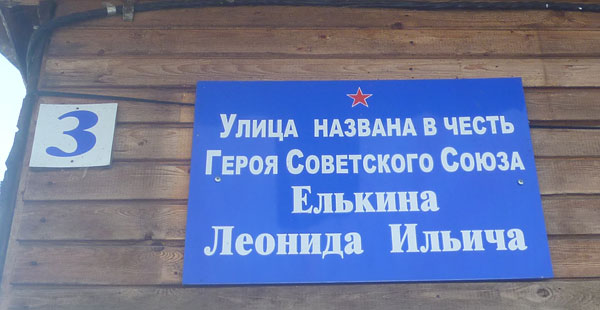 3
Улица названа в честь
Героя Советского Союза
Елькина
Леонида Ильича